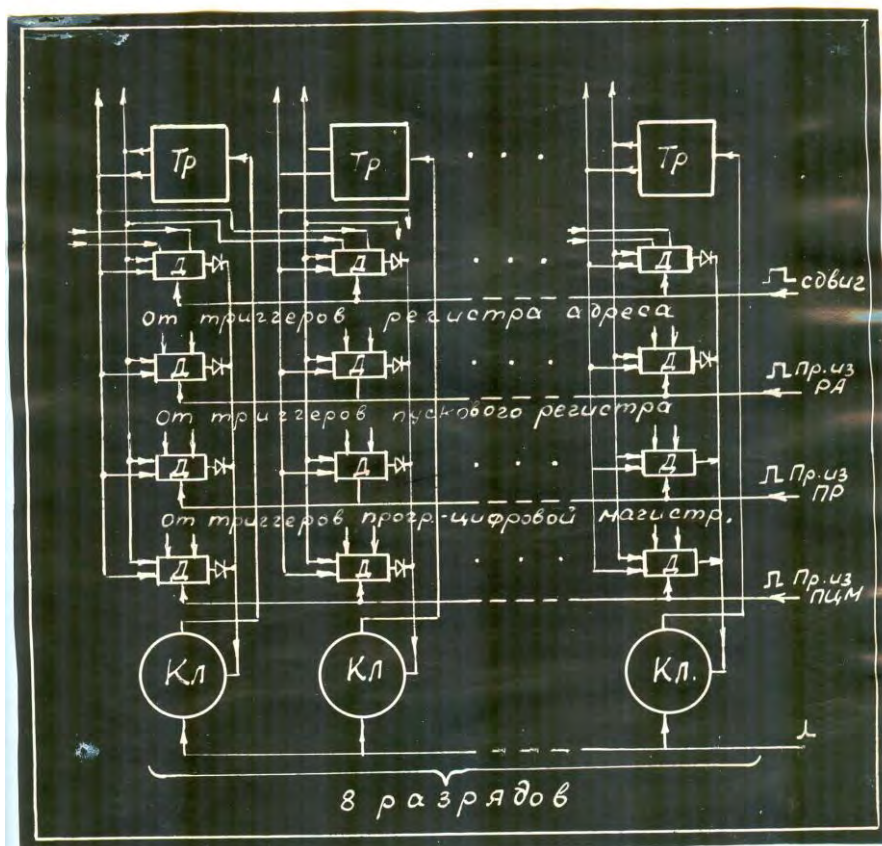 Тр Тр . . . Тр
Д Д . . . Д сдвиг
от триггеров регистра адреса
Д Д . . . Д Пр. из
РА
от триггеров пускового регистра
Д Д . . . Д Пр. из
ПР
от триггеров прогр.-цифровой магистр.
Д Д . . . Д Пр. из
ПЦМ
Кл Кл Кл.
8 разрядов